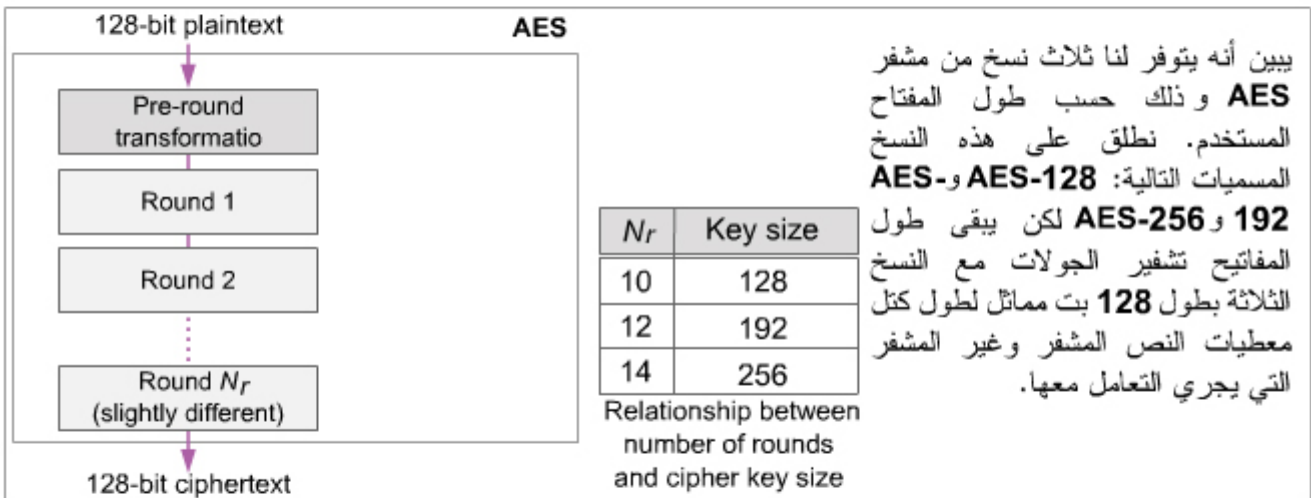 128-bit plaintext
AES
Pre-round
transformatio
Round 1
Round 2
Round Nr
(slightly different)
128-bit ciphertext
Nr Key size
10 128
12 192
14 256
Relationship between
number of rounds
and cipher key size
يبين أنه يتوفر لنا ثلاث نسخ من مشفر
AES و ذلك حسب طول المفتاح
المستخدم. نطلق على هذه النسخ
المسميات التالية: AES-128 و AES-
192 و AES-256 لكن يبقى طول
المفاتيح تشفير الجولات مع النسخ
الثلاثة بطول 128 بت مماثل لطول كتل
معطيات النص المشفر وغير المشفر
التي يجري التعامل معها.